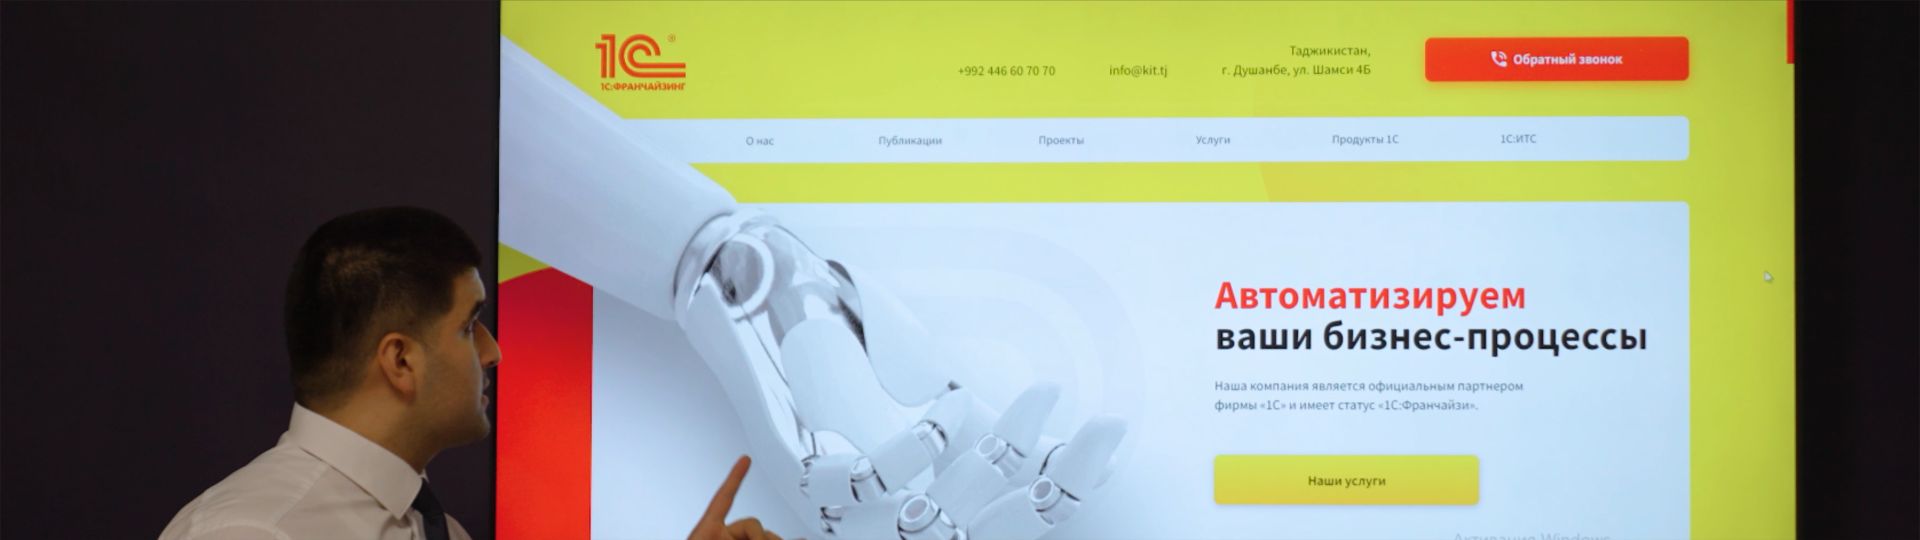 1С®
1С:ФРАНЧАЙЗИНГ
+992 446 60 70 70
info@kit.tj
Таджикистан,
г. Душанбе, ул. Шамси 4Б
Обратный звонок
О нас
Публикации
Проекты
Услуги
Продукты 1С
1С:ИТС
Автоматизируем
ваши бизнес-процессы
Наша компания является официальным партнером
фирмы «1С» и имеет статус «1С:Франчайзи».
Наши услуги
Активация Windows